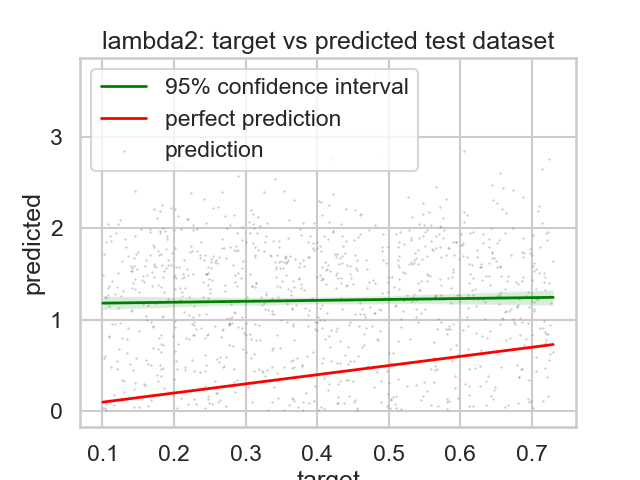 lambda2: target vs predicted test dataset
95% confidence interval
perfect prediction
prediction
predicted
3
2
1
0
0.1 0.2 0.3 0.4 0.5 0.6 0.7
target